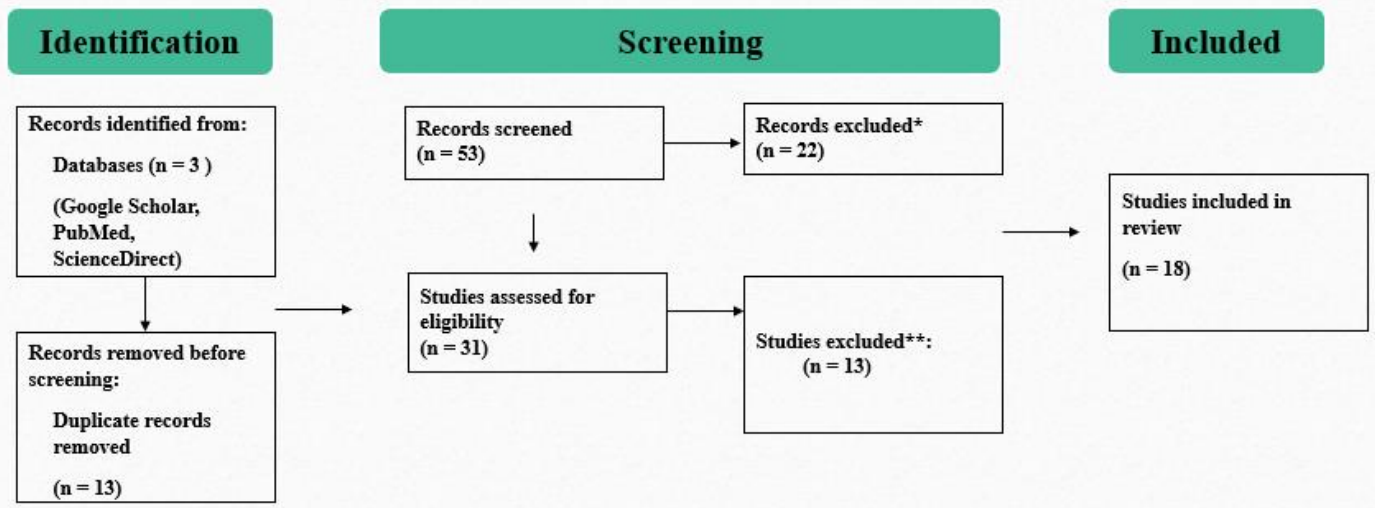 Identification
Records identified from:
Databases (n = 3 )
(Google Scholar,
PubMed,
ScienceDirect)
Records removed before
screening:
Duplicate records
removed
(n = 13)
Screening
Records screened
(n = 53)
Records excluded*
(n = 22)
Studies assessed for
eligibility
(n = 31)
Studies excluded**:
(n = 13)
Included
Studies included in
review
(n = 18)